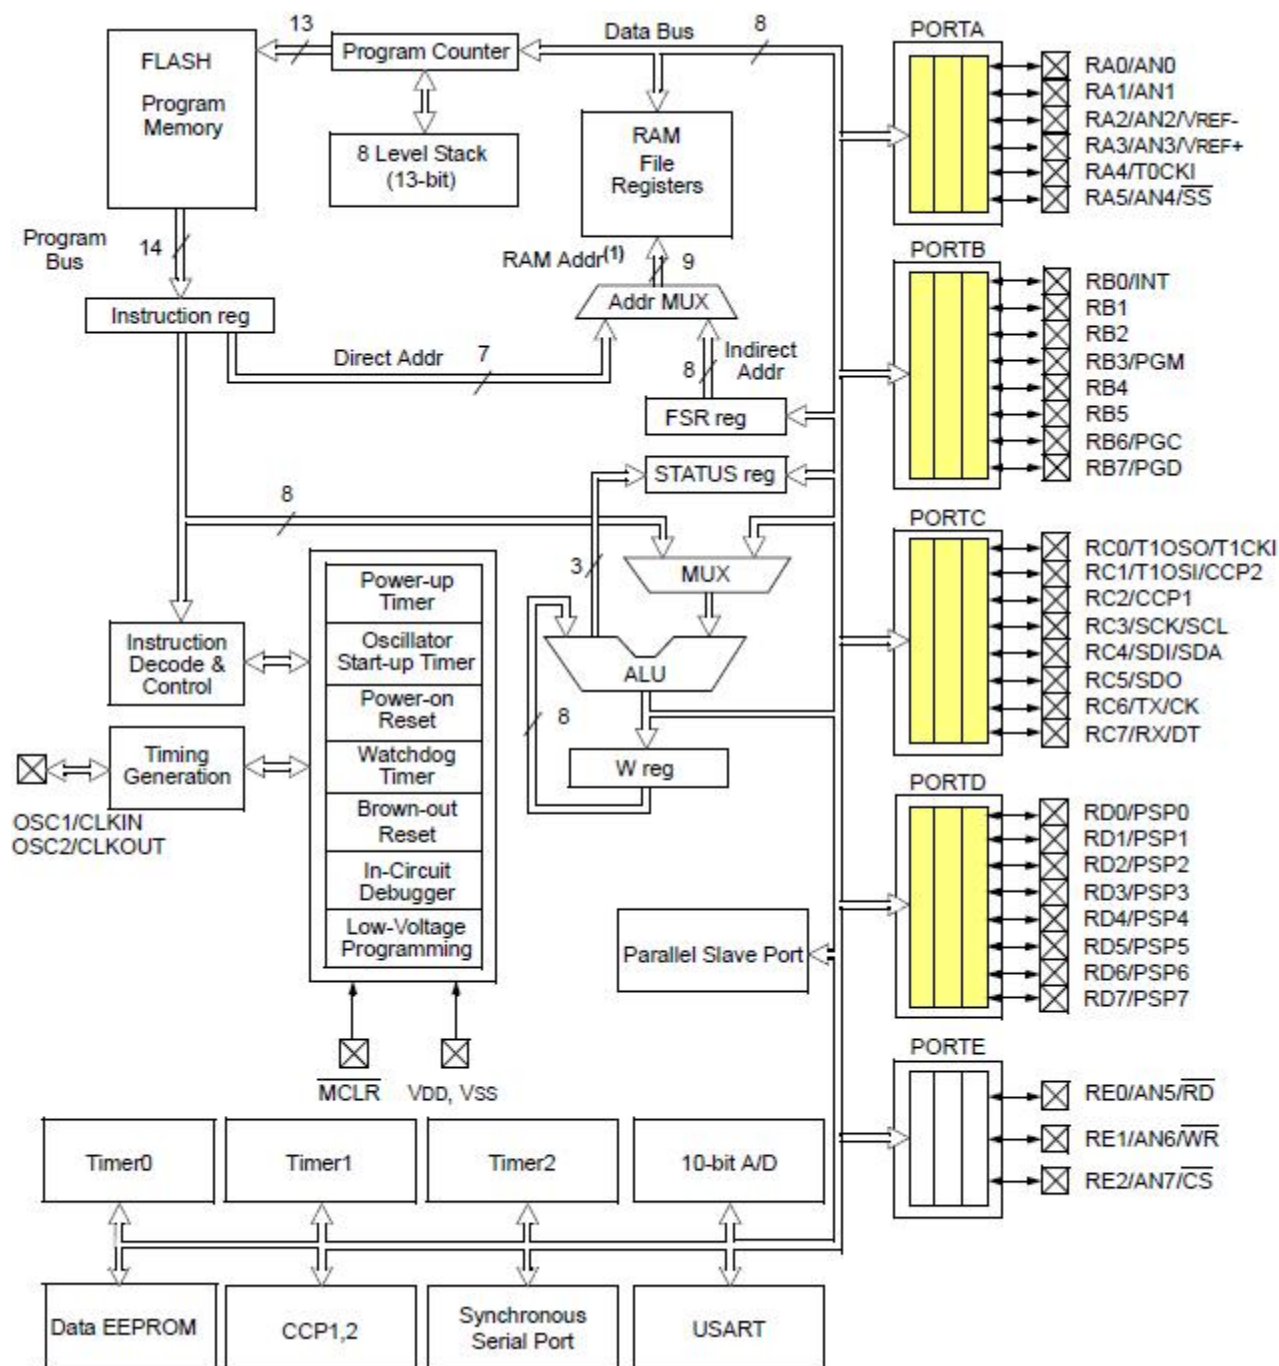 13
Data Bus
8
PORTA
FLASH
Program
Memory
Program Counter
8 Level Stack
(13-bit)
RAM
File
Registers
RA0/AN0
RA1/AN1
RA2/AN2/VREF-
RA3/AN3/VREF+
RA4/T0CKI
RA5/AN4/SS
Program
Bus
14
RAM Addr(1)
9
PORTB
Addr MUX
Instruction reg
Direct Addr
7
Indirect
Addr
8
FSR reg
RB0/INT
RB1
RB2
RB3/PGM
RB4
RB5
RB6/PGC
RB7/PGD
STATUS reg
8
3
MUX
PORTC
RC0/T1OSO/T1CKI
RC1/T1OSI/CCP2
RC2/CCP1
RC3/SCK/SCL
RC4/SDI/SDA
RC5/SDO
RC6/TX/CK
RC7/RX/DT
Power-up
Timer
Oscillator
Start-up Timer
Power-on
Reset
Watchdog
Timer
Brown-out
Reset
In-Circuit
Debugger
Low-Voltage
Programming
Instruction
Decode &
Control
Timing
Generation
OSC1/CLKIN
OSC2/CLKOUT
ALU
8
W reg
PORTD
RD0/PSP0
RD1/PSP1
RD2/PSP2
RD3/PSP3
RD4/PSP4
RD5/PSP5
RD6/PSP6
RD7/PSP7
Parallel Slave Port
MCLR
VDD, VSS
PORTE
RE0/AN5/RD
RE1/AN6/WR
RE2/AN7/CS
Timer0
Timer1
Timer2
10-bit A/D
Data EEPROM
CCP1,2
Synchronous
Serial Port
USART